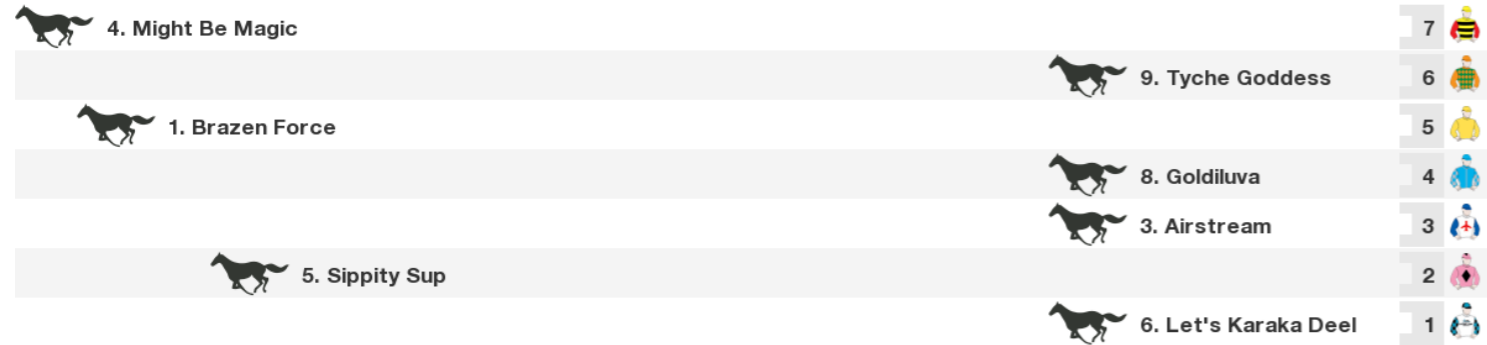 4. Might Be Magic 7
9. Tyche Goddess 6
1. Brazen Force 5
8. Goldiluva 4
3. Airstream 3
5. Sippity Sup 2
6. Let's Karaka Deel 1